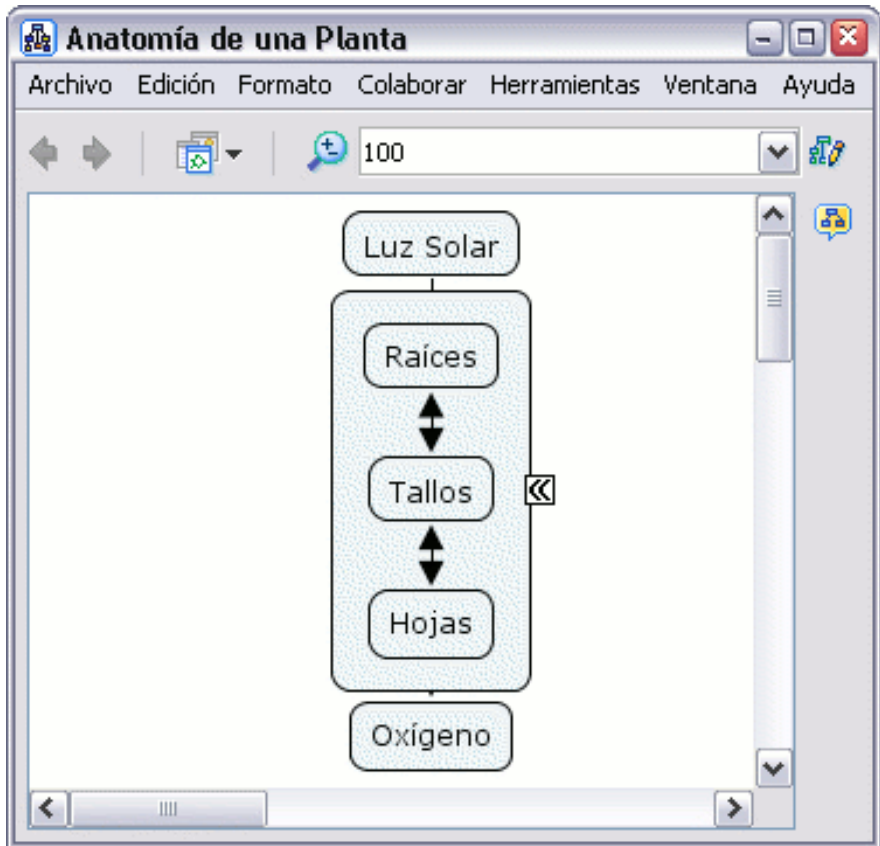 Anatomía de una Planta
Archivo Edición Formato Colaborar Herramientas Ventana Ayuda
100
Luz Solar
Raíces
Tallos
Hojas
Oxígeno